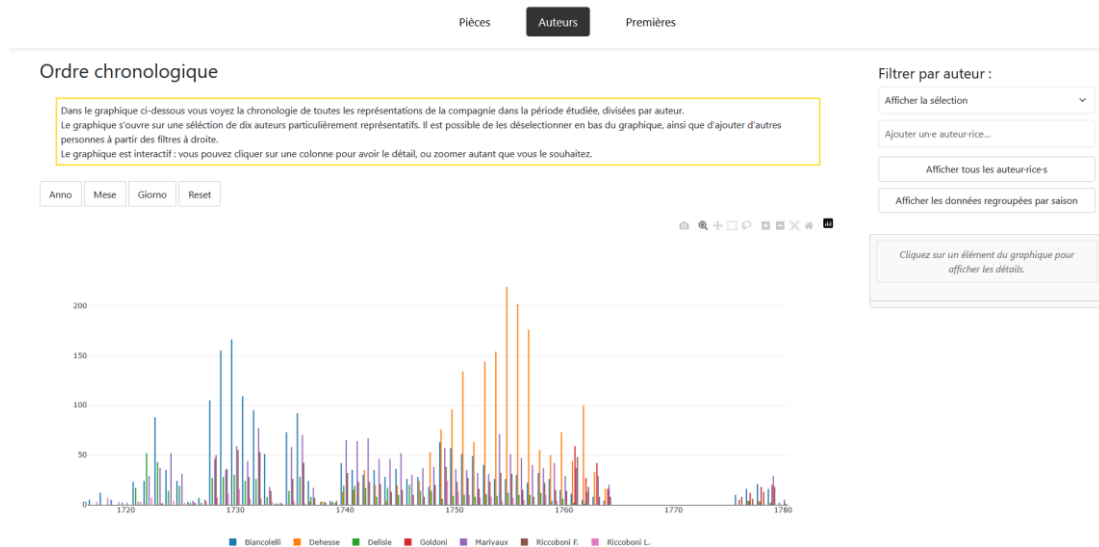 Pièces Auteurs Premières
Ordre chronologique
Dans le graphique ci-dessous vous voyez la chronologie de toutes les représentations de la compagnie dans la période étudiée, divisées par auteur.
Le graphique s'ouvre sur une séléction de dix auteurs particulièrement représentatifs. Il est possible de les déselectionner en bas du graphique, ainsi que d'ajouter d'autres
personnes à partir des filtres à droite.
Le graphique est interactif : vous pouvez cliquer sur une colonne pour avoir le détail, ou zoomer autant que vous le souhaitez.
Anno Mese Giorno Reset
Filtrer par auteur :
Afficher la sélection
Ajouter un·e auteur·rice...
Afficher tous les auteur·rice·s
Afficher les données regroupées par saison
Cliquez sur un élément du graphique pour
afficher les détails.
200
150
100
50
0
1720 1730 1740 1750 1760 1770 1780
Biancolelli Dehesse Delisle Goldoni Marivaux Riccoboni F. Riccoboni L.